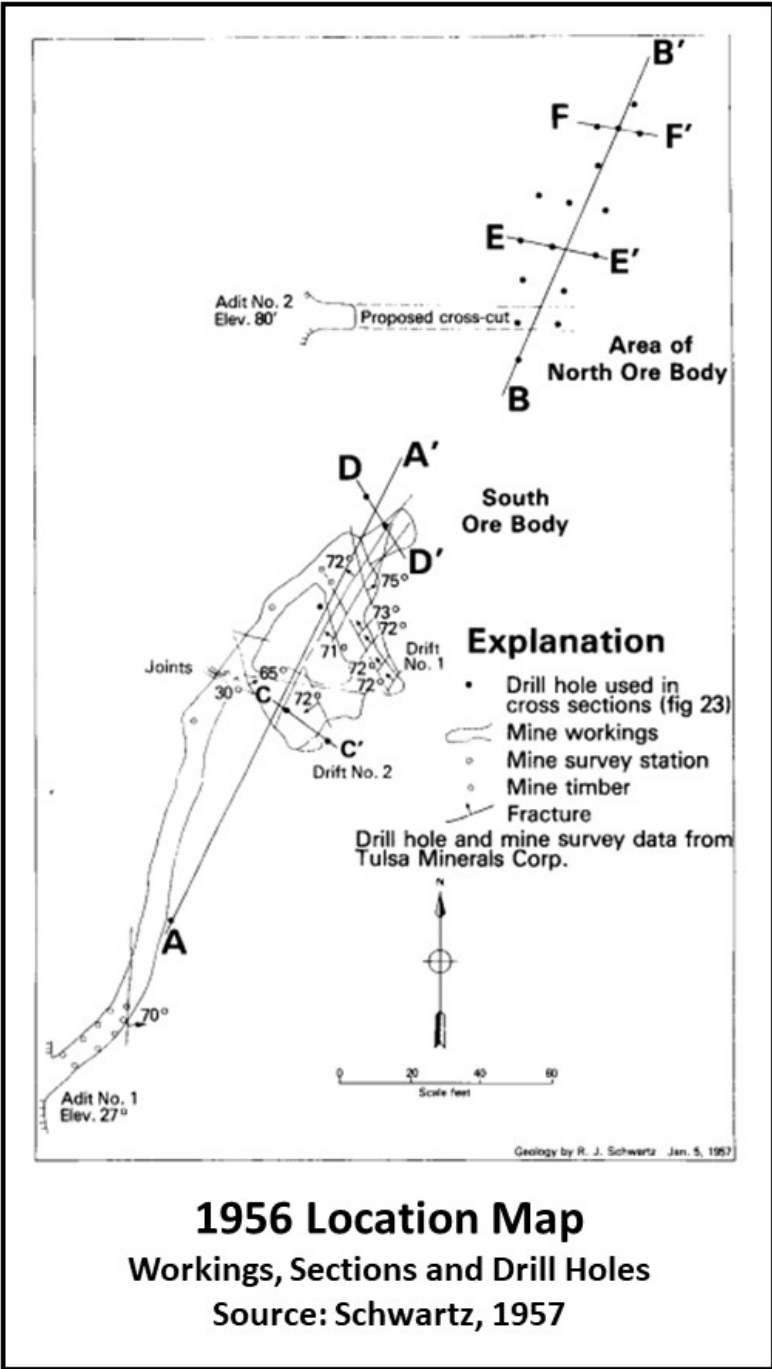 B'
F
F'
E
E'
Adit No. 2
Elev. 80'
Proposed cross-cut
Area of
North Ore Body
B
A'
D
South
Ore Body
D'
72°
75°
73°
72°
71°
Drift
No. 1
72°
72°
Joints
65°
30°
C
72°
C'
Drift No. 2
Explanation
Drill hole used in
cross sections (fig 23)
Mine workings
Mine survey station
Mine timber
Fracture
Drill hole and mine survey data from
Tulsa Minerals Corp.
N
A
70°
0 20 40 60
Scale feet
Adit No. 1
Elev. 27°
Geology by R. J. Schwartz Jan. 5, 1957
1956 Location Map
Workings, Sections and Drill Holes
Source: Schwartz, 1957